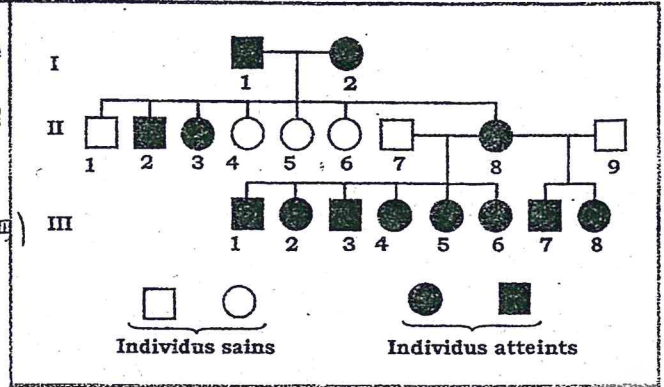 I
1 2
II
1 2 3 4 5 6 7 8 9
III
1 2 3 4 5 6 7 8
Individus sains Individus atteints